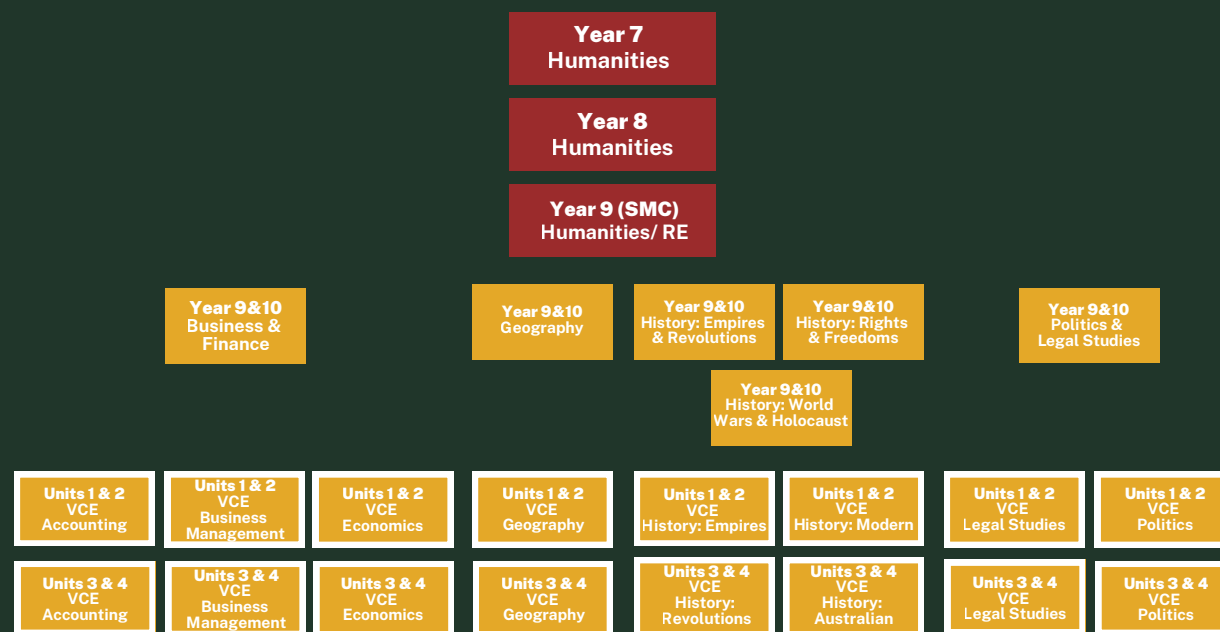 Year 7
Humanities
Year 8
Humanities
Year 9 (SMC)
Humanities/ RE
Year 9&10
Business &
Finance
Year 9&10
Geography
Year 9&10
History: Empires
& Revolutions
Year 9&10
History: Rights
& Freedoms
Year 9&10
Politics &
Legal Studies
Year 9&10
History: World
Wars & Holocaust
Units 1 & 2
VCE
Accounting
Units 1 & 2
VCE
Business
Management
Units 1 & 2
VCE
Economics
Units 1 & 2
VCE
Geography
Units 1 & 2
VCE
History: Empires
Units 1 & 2
VCE
History: Modern
Units 1 & 2
VCE
Legal Studies
Units 1 & 2
VCE
Politics
Units 3 & 4
VCE
Accounting
Units 3 & 4
VCE
Business
Management
Units 3 & 4
VCE
Economics
Units 3 & 4
VCE
Geography
Units 3 & 4
VCE
History:
Revolutions
Units 3 & 4
VCE
History:
Australian
Units 3 & 4
VCE
Legal Studies
Units 3 & 4
VCE
Politics